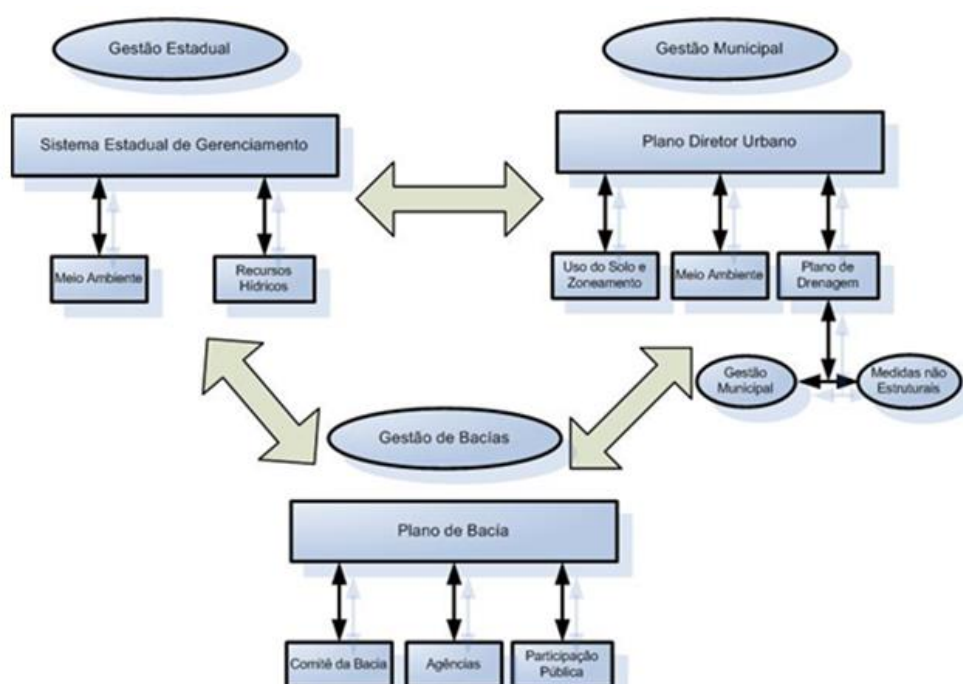 Gestão Estadual
Gestão Municipal
Sistema Estadual de Gerenciamento
Plano Diretor Urbano
Meio Ambiente
Recursos
Hídricos
Uso do Solo e
Zoneamento
Meio Ambiente
Plano de
Drenagem
Gestão
Municipal
Medidas não
Estruturais
Gestão de Bacías
Plano de Bacía
Comitê da Bacia
Agências
Participação
Pública